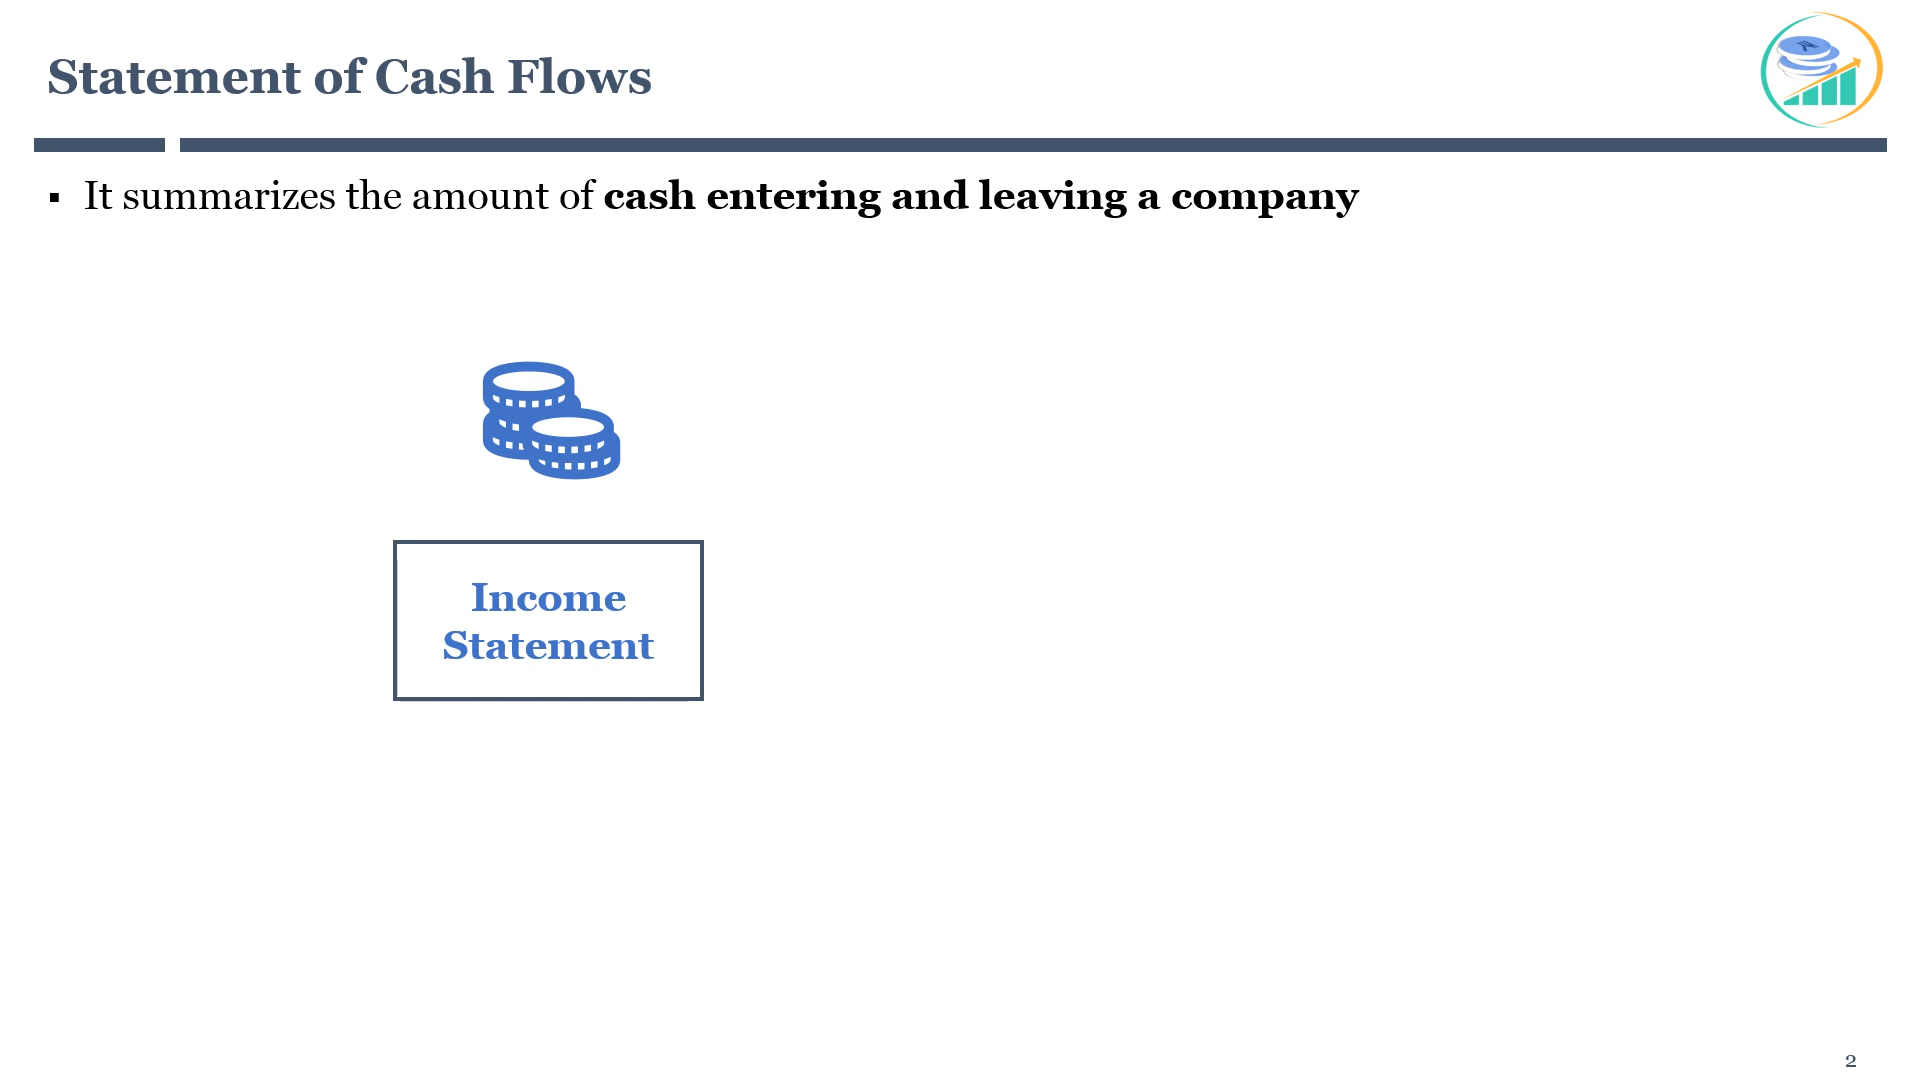 Statement of Cash Flows
▪ It summarizes the amount of cash entering and leaving a company
Income
Statement
2